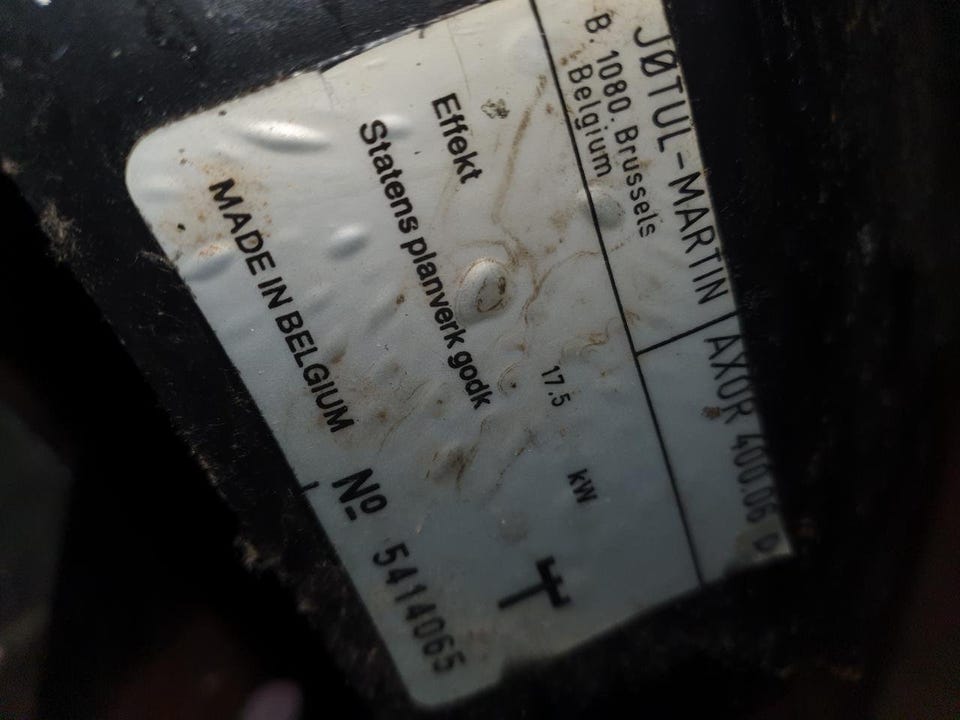 JØTUL-MARTIN
B. 1080. Brussels
Belgium
AXOR 400.06 D
Effekt 17.5 kW
Statens planverk godk
MADE IN BELGIUM
No 5414065